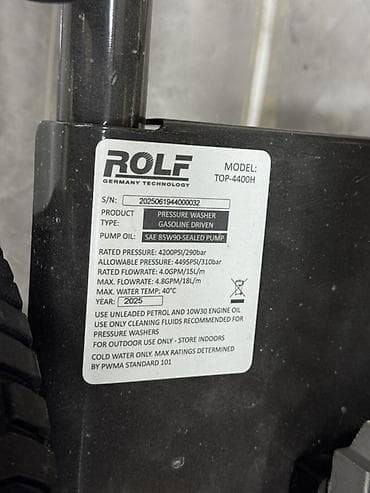 ROLF
GERMANY TECHNOLOGY
MODEL:
TOP-4400H
S/N: 2025061944000032
PRODUCT TYPE: PRESSURE WASHER GASOLINE DRIVEN
PUMP OIL: SAE 85W90-SEALED PUMP
RATED PRESSURE: 4200PSI/290bar
ALLOWABLE PRESSURE: 4495PSI/310bar
RATED FLOWRATE: 4.0GPM/15L/m
MAX. FLOWRATE: 4.8GPM/18L/m
MAX. WATER TEMP; 40°C
YEAR: 2025
USE UNLEADED PETROL AND 10W30 ENGINE OIL
USE ONLY CLEANING FLUIDS RECOMMENDED FOR
PRESSURE WASHERS
FOR OUTDOOR USE ONLY - STORE INDOORS
COLD WATER ONLY. MAX RATINGS DETERMINED
BY PWMA STANDARD 101